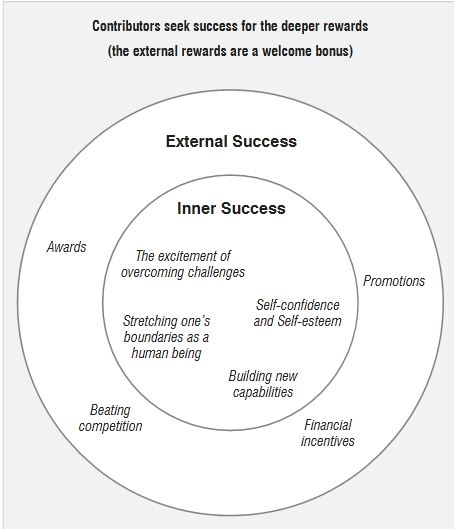 Contributors seek success for the deeper rewards
(the external rewards are a welcome bonus)
External Success
Inner Success
Awards
The excitement of
overcoming challenges
Promotions
Self-confidence
and Self-esteem
Stretching one's
boundaries as a
human being
Building new
capabilities
Beating
competition
Financial
incentives